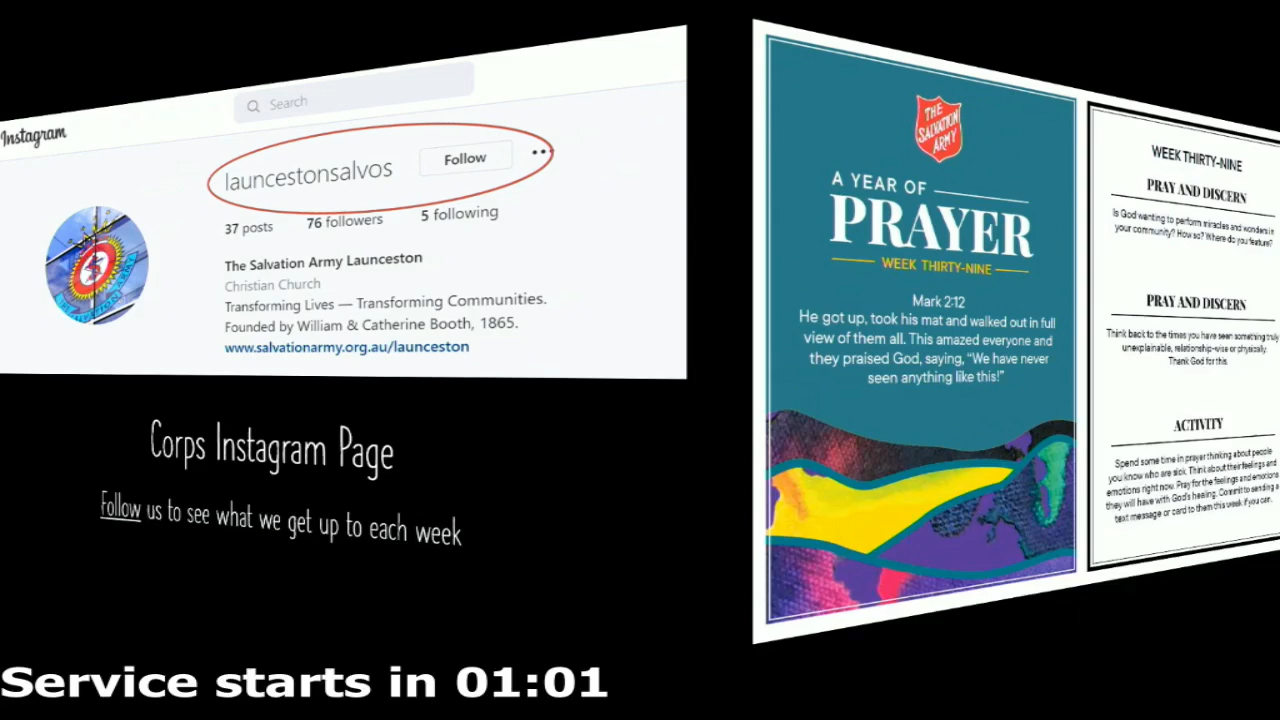 Instagram
Search
launcestonsalvos
Follow
•••
37 posts 76 followers 5 following
The Salvation Army Launceston
Christian Church
Transforming Lives — Transforming Communities.
Founded by William & Catherine Booth, 1865.
www.salvationarmy.org.au/launceston
Corps Instagram Page
Follow us to see what we get up to each week
THE
SALVATION
ARMY
A YEAR OF
PRAYER
WEEK THIRTY-NINE
Mark 2:12
He got up, took his mat and walked out in full
view of them all. This amazed everyone and
they praised God, saying, “We have never
seen anything like this!”
WEEK THIRTY-NINE
PRAY AND DISCERN
Is God wanting to perform miracles and wonders in
your community? How so? Where do you feature?
PRAY AND DISCERN
Think back to the times you have seen something truly
unexplainable, relationship-wise or physically.
Thank God for this.
ACTIVITY
Spend some time in prayer thinking about people
you know who are sick. Think about their feelings and
emotions right now. Pray for the feelings and emotions
they will have with God's healing. Commit to sending a
text message or card to them this week if you can.
Service starts in 01:01